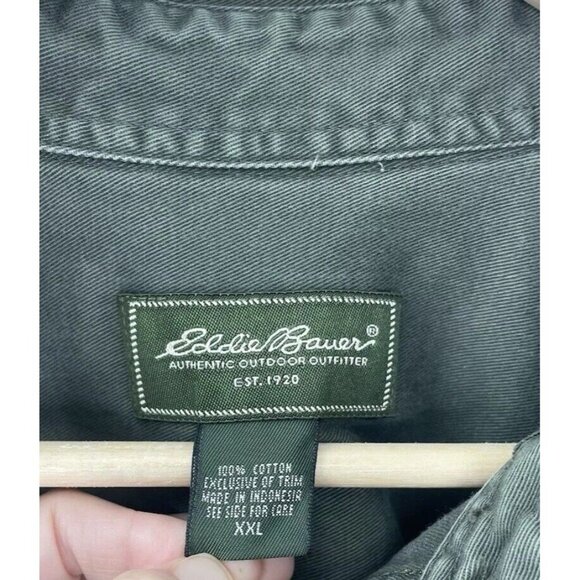 Eddie Bauer®
AUTHENTIC OUTDOOR OUTFITTER
EST. 1920
100% COTTON
EXCLUSIVE OF TRIM
MADE IN INDONESIA
SEE SIDE FOR CARE
XXL